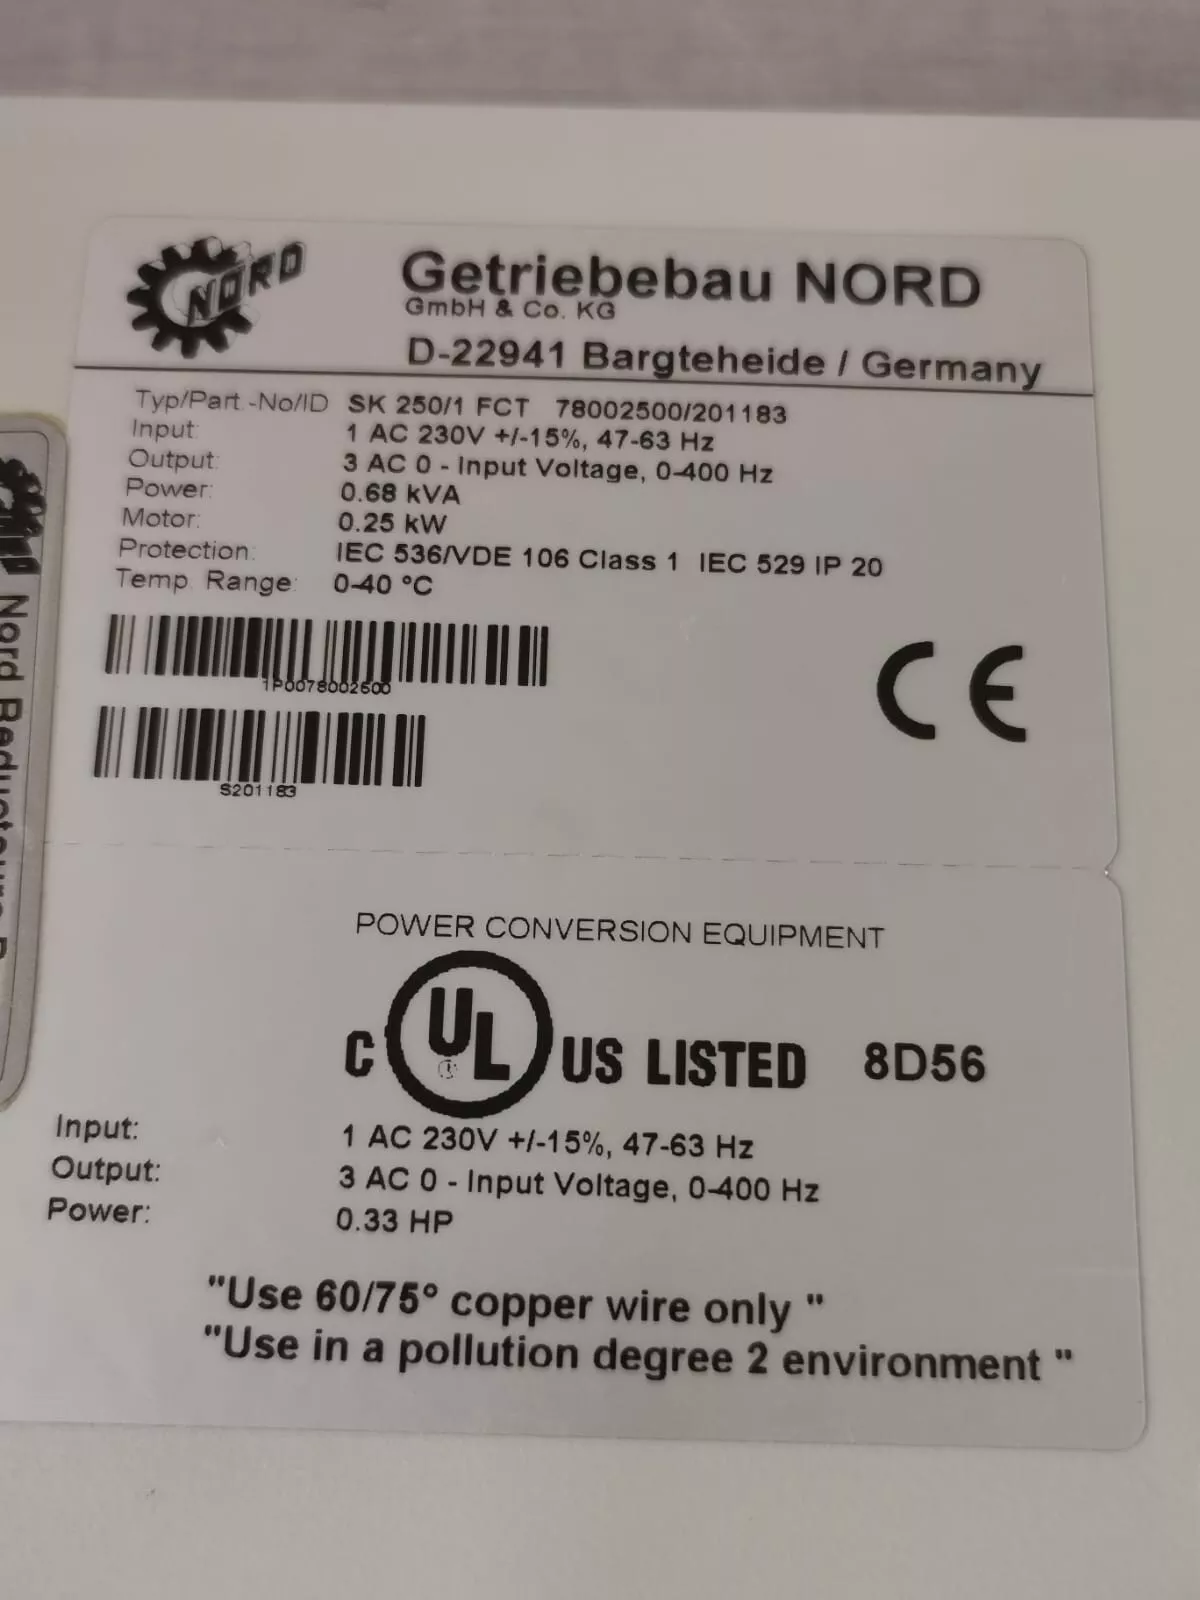 NORD
Getriebebau NORD
GmbH & Co. KG
D-22941 Bargteheide / Germany
Typ/Part.-No/ID SK 250/1 FCT 78002500/201183
Input: 1 AC 230V +/-15%, 47-63 Hz
Output: 3 AC 0 - Input Voltage, 0-400 Hz
Power: 0.68 kVA
Motor: 0.25 kW
Protection: IEC 536/VDE 106 Class 1 IEC 529 IP 20
Temp. Range: 0-40 °C
1P0078002500
S201183
CE
POWER CONVERSION EQUIPMENT
C UL US LISTED 8D56
Input: 1 AC 230V +/-15%, 47-63 Hz
Output: 3 AC 0 - Input Voltage, 0-400 Hz
Power: 0.33 HP
"Use 60/75° copper wire only "
"Use in a pollution degree 2 environment "
Nord Reducteurs